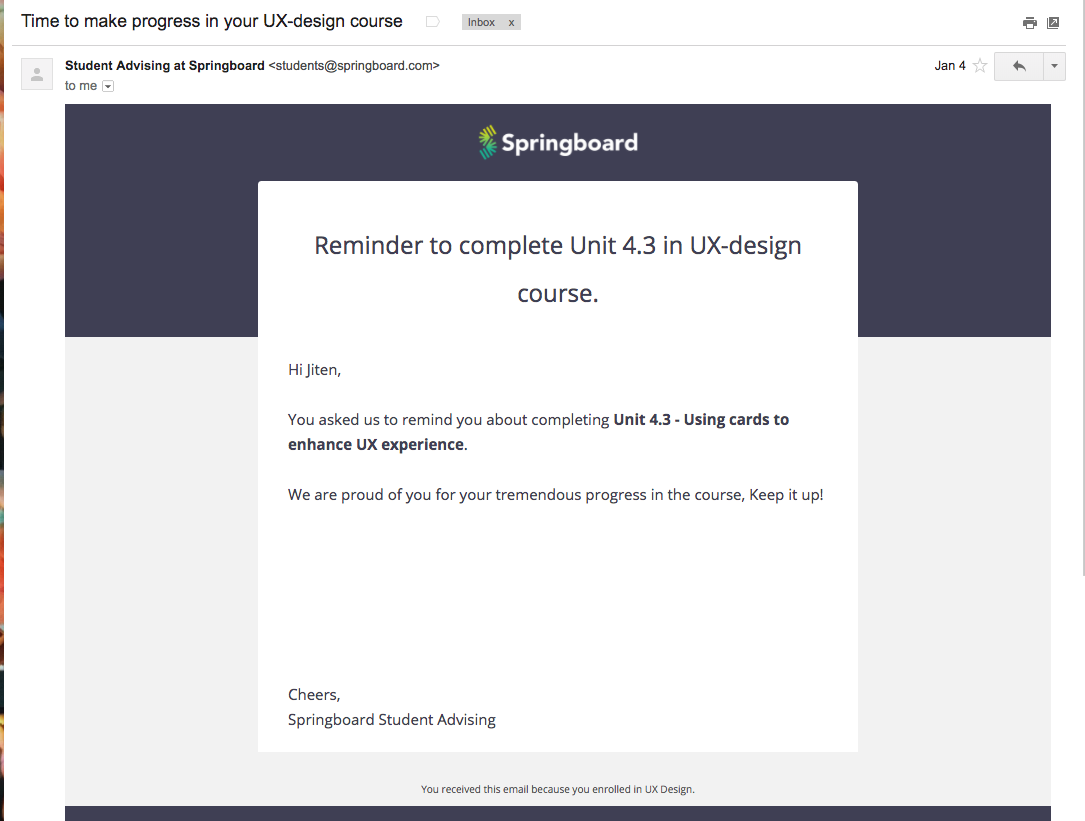 Time to make progress in your UX-design course
Inbox x
Student Advising at Springboard <students@springboard.com>
Jan 4
to me
Springboard
Reminder to complete Unit 4.3 in UX-design
course.
Hi Jiten,
You asked us to remind you about completing Unit 4.3 - Using cards to
enhance UX experience.
We are proud of you for your tremendous progress in the course, Keep it up!
Cheers,
Springboard Student Advising
You received this email because you enrolled in UX Design.